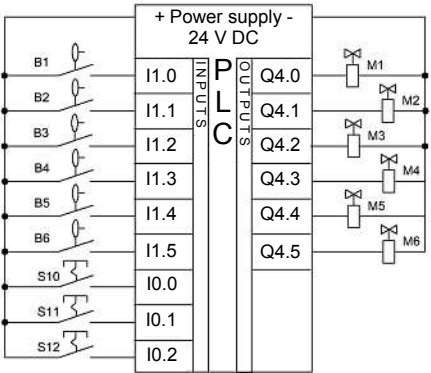 + Power supply -
24 V DC
B1
B2
B3
B4
B5
B6
S10
S11
S12
I1.0
I1.1
I1.2
I1.3
I1.4
I1.5
I0.0
I0.1
I0.2
INPUTS
PLC
OUTPUTS
Q4.0
Q4.1
Q4.2
Q4.3
Q4.4
Q4.5
M1
M2
M3
M4
M5
M6